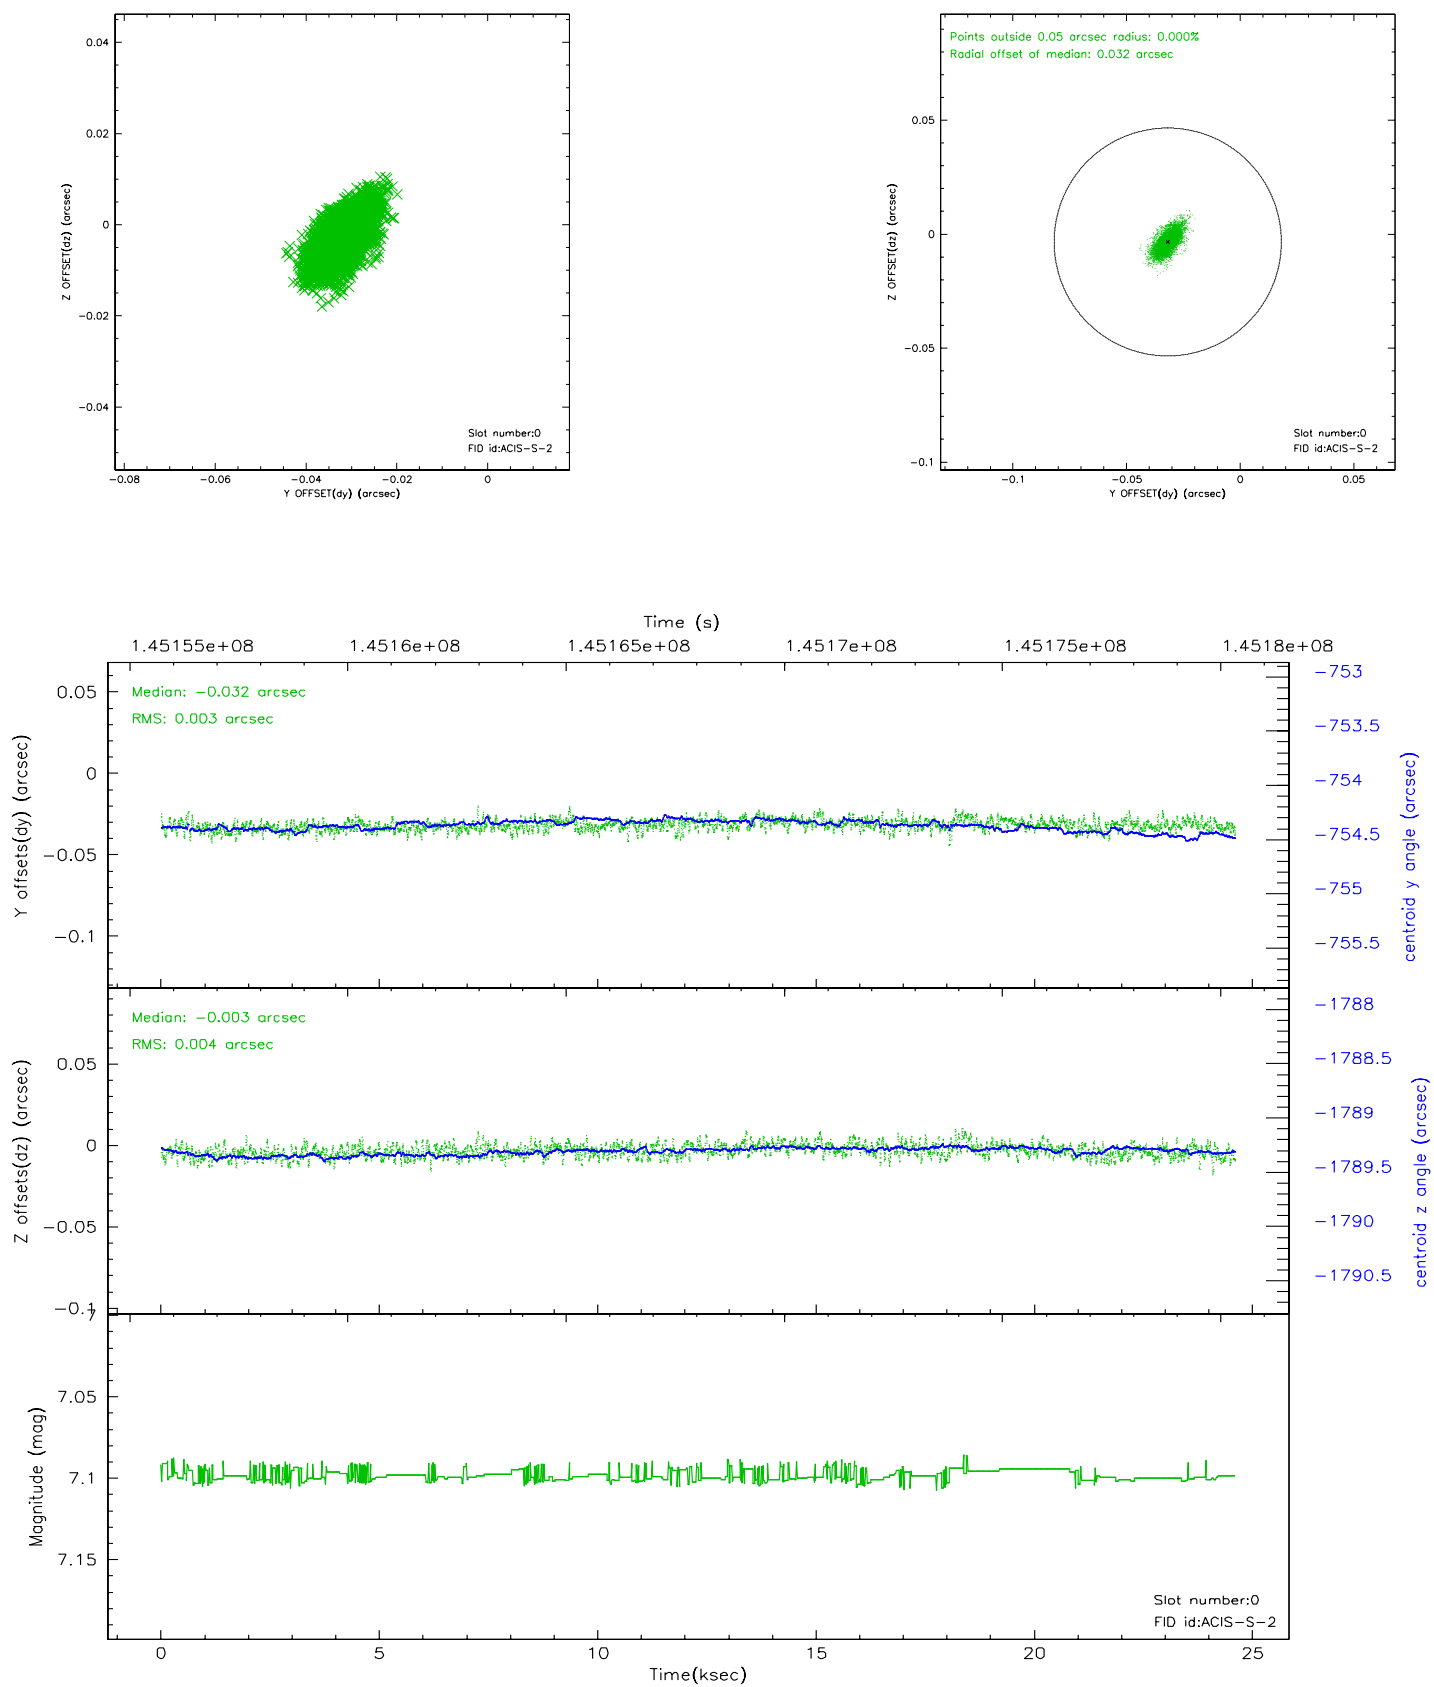 0.04
0.02
0
-0.02
-0.04
Z OFFSET(dz) (arcsec)
Slot number:0
FID id:ACIS-S-2
-0.08 -0.06 -0.04 -0.02 0
Y OFFSET(dy) (arcsec)
Points outside 0.05 arcsec radius: 0.000%
Radial offset of median: 0.032 arcsec
0.05
0
-0.05
-0.1
Z OFFSET(dz) (arcsec)
Slot number:0
FID id:ACIS-S-2
-0.1 -0.05 0 0.05
Y OFFSET(dy) (arcsec)
Time (s)
1.45155e+08 1.4516e+08 1.45165e+08 1.4517e+08 1.45175e+08 1.4518e+08
Median: -0.032 arcsec
RMS: 0.003 arcsec
0.05
0
-0.05
-0.1
Y offsets(dy) (arcsec)
-753
-753.5
-754
-754.5
-755
-755.5
centroid y angle (arcsec)
Median: -0.003 arcsec
RMS: 0.004 arcsec
0.05
0
-0.05
-0.1
Z offsets(dz) (arcsec)
-1788
-1788.5
-1789
-1789.5
-1790
-1790.5
centroid z angle (arcsec)
7
7.05
7.1
7.15
Magnitude (mag)
Slot number:0
FID id:ACIS-S-2
0 5 10 15 20 25
Time(ksec)